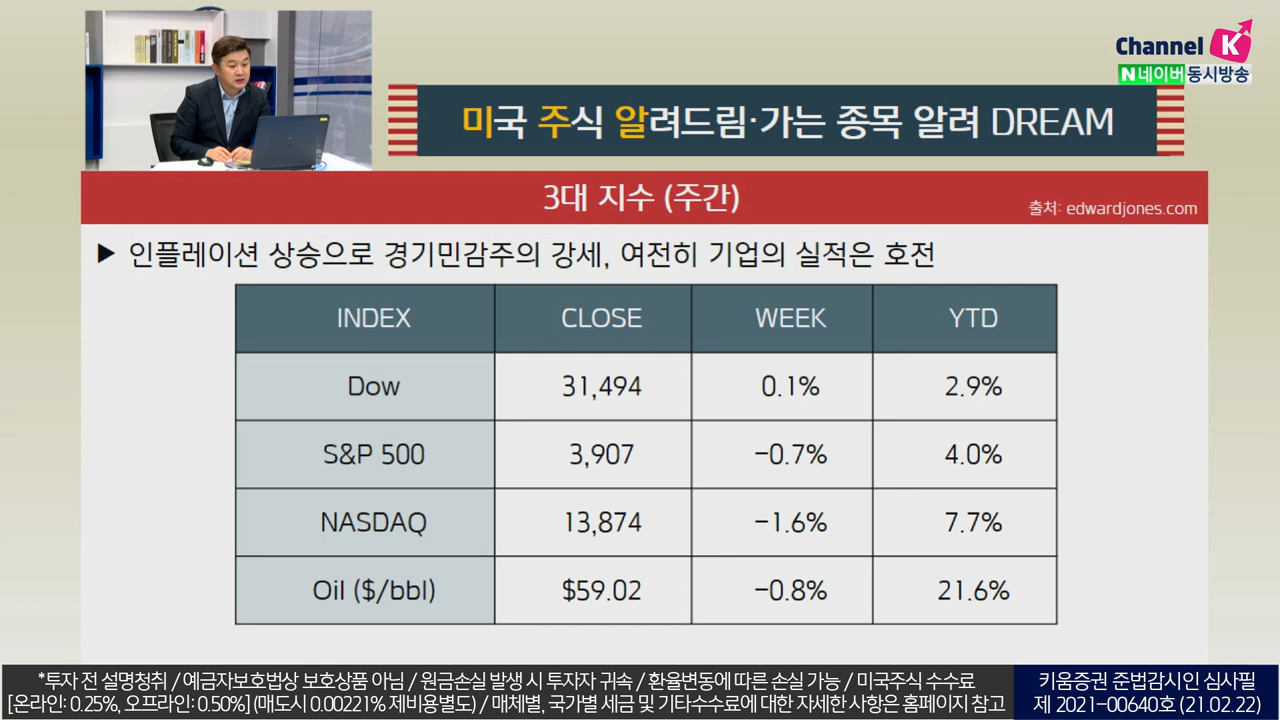 Channel K
N 네이버 동시방송
미국 주식 알려드림·가는 종목 알려 DREAM
3대 지수 (주간)
출처: edwardjones.com
▶ 인플레이션 상승으로 경기민감주의 강세, 여전히 기업의 실적은 호전
INDEX CLOSE WEEK YTD
Dow 31,494 0.1% 2.9%
S&P 500 3,907 -0.7% 4.0%
NASDAQ 13,874 -1.6% 7.7%
Oil ($/bbl) $59.02 -0.8% 21.6%
*투자 전 설명청취 / 예금자보호법상 보호상품 아님 / 원금손실 발생 시 투자자 귀속 / 환율변동에 따른 손실 가능 / 미국주식 수수료
[온라인: 0.25%, 오프라인: 0.50%] (매도시 0.00221% 제비용별도) / 매체별, 국가별 세금 및 기타수수료에 대한 자세한 사항은 홈페이지 참고
키움증권 준법감시인 심사필
제 2021-00640호 (21.02.22)